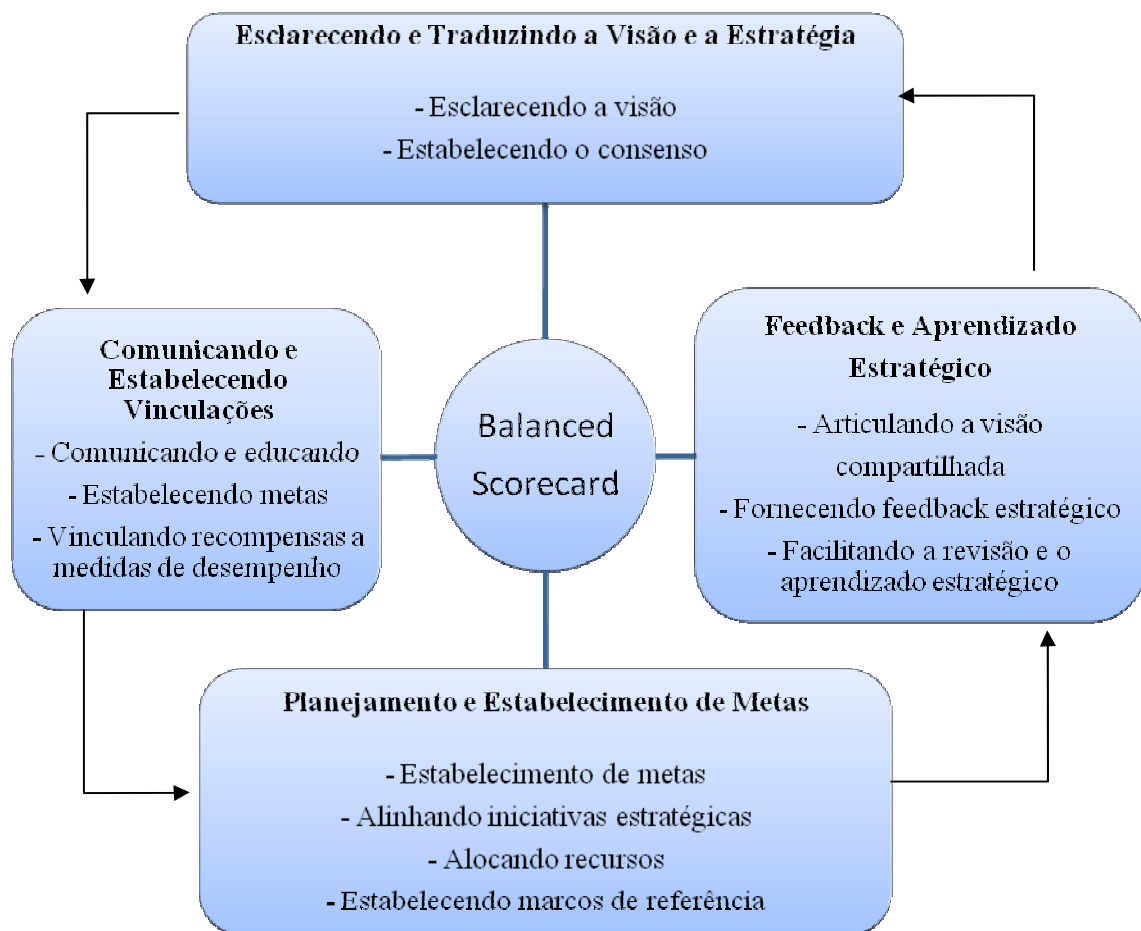 Esclarecendo e Traduzindo a Visão e a Estratégia
- Esclarecendo a visão
- Estabelecendo o consenso
Comunicando e
Estabelecendo
Vinculações
- Comunicando e educando
- Estabelecendo metas
- Vinculando recompensas a
medidas de desempenho
Balanced
Scorecard
Feedback e Aprendizado
Estratégico
- Articulando a visão
compartilhada
- Fornecendo feedback estratégico
- Facilitando a revisão e o
aprendizado estratégico
Planejamento e Estabelecimento de Metas
- Estabelecimento de metas
- Alinhando iniciativas estratégicas
- Alocando recursos
- Estabelecendo marcos de referência